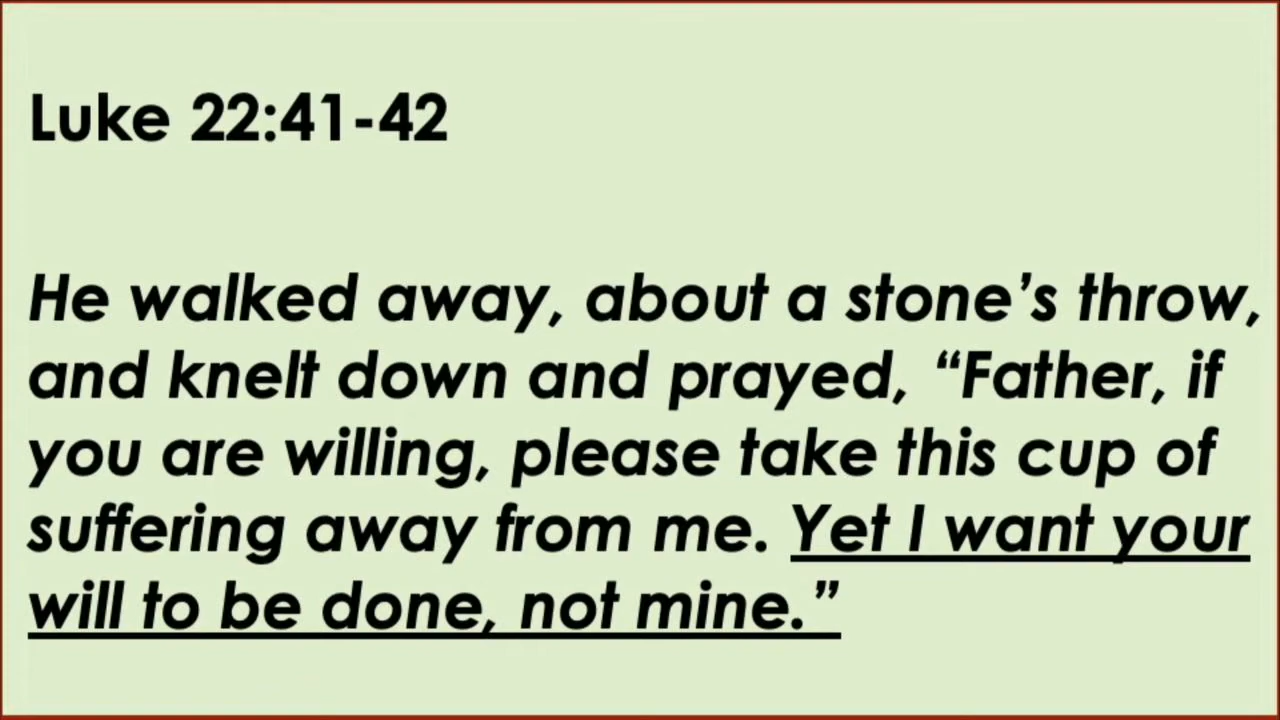 Luke 22:41-42
He walked away, about a stone’s throw,
and knelt down and prayed, “Father, if
you are willing, please take this cup of
suffering away from me. Yet I want your
will to be done, not mine.”